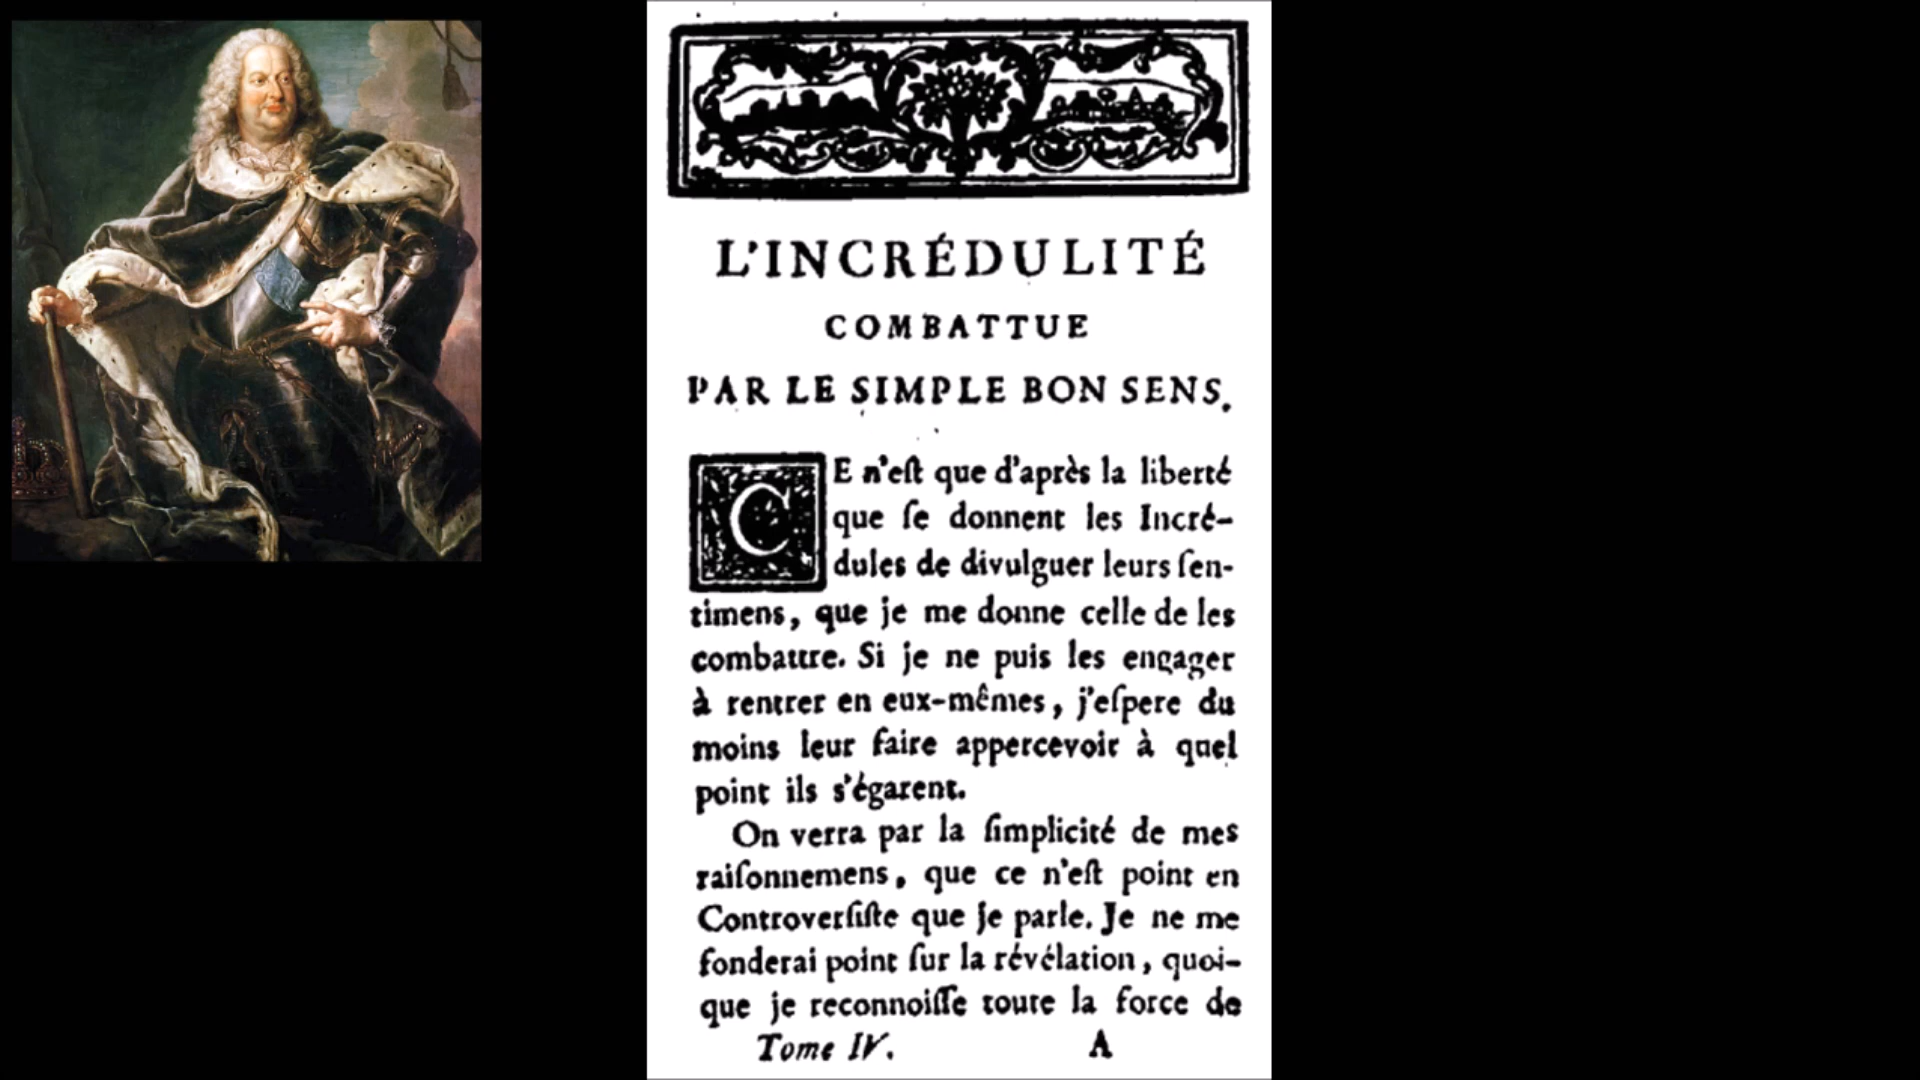 L'INCRÉDULITÉ
COMBATTUE
PAR LE SIMPLE BON SENS.
CE n'eſt que d'après la liberté
que ſe donnent les Incré-
dules de divulguer leurs ſen-
timens, que je me donne celle de les
combattre. Si je ne puis les engager
à rentrer en eux-mêmes, j'eſpere du
moins leur faire appercevoir à quel
point ils s'égarent.
On verra par la ſimplicité de mes
raiſonnemens, que ce n'eſt point en
Controverſiſte que je parle. Je ne me
fonderai point ſur la révélation, quoi-
que je reconnoiſſe toute la force de
Tome IV. A